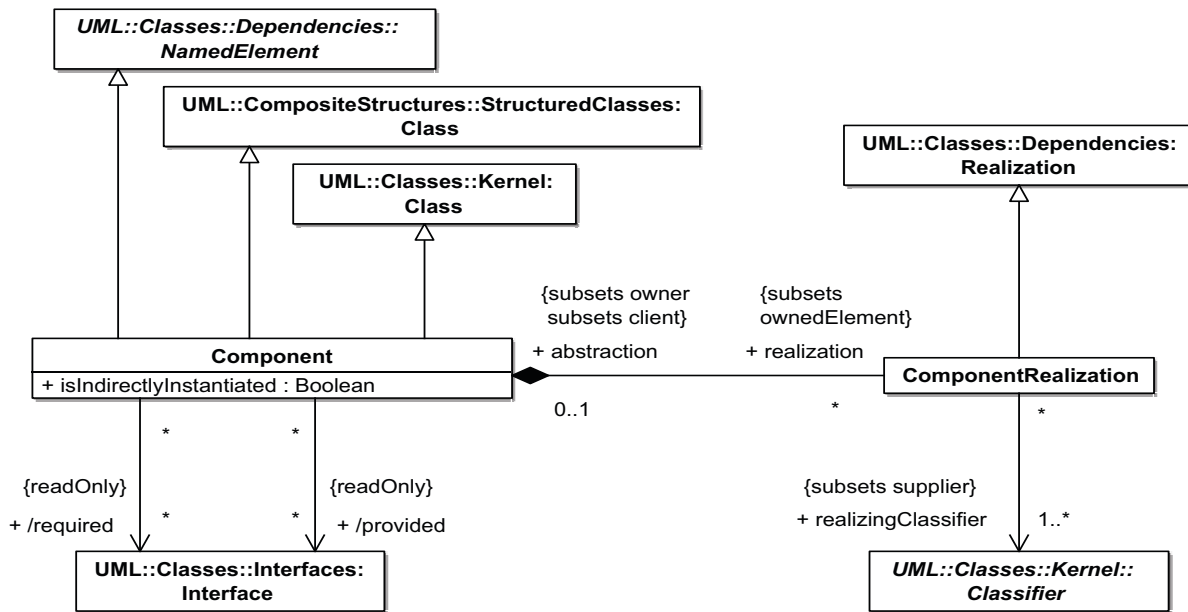 UML::Classes::Dependencies::
NamedElement
UML::CompositeStructures::StructuredClasses:
Class
UML::Classes::Dependencies:
Realization
UML::Classes::Kernel:
Class
{subsets owner
subsets client}
+ abstraction
{subsets
ownedElement}
+ realization
Component
+ isIndirectlyInstantiated : Boolean
ComponentRealization
0..1
*
*
*
*
{readOnly}
+ /required
*
*
{readOnly}
+ /provided
{subsets supplier}
+ realizingClassifier
1..*
UML::Classes::Interfaces:
Interface
UML::Classes::Kernel::
Classifier